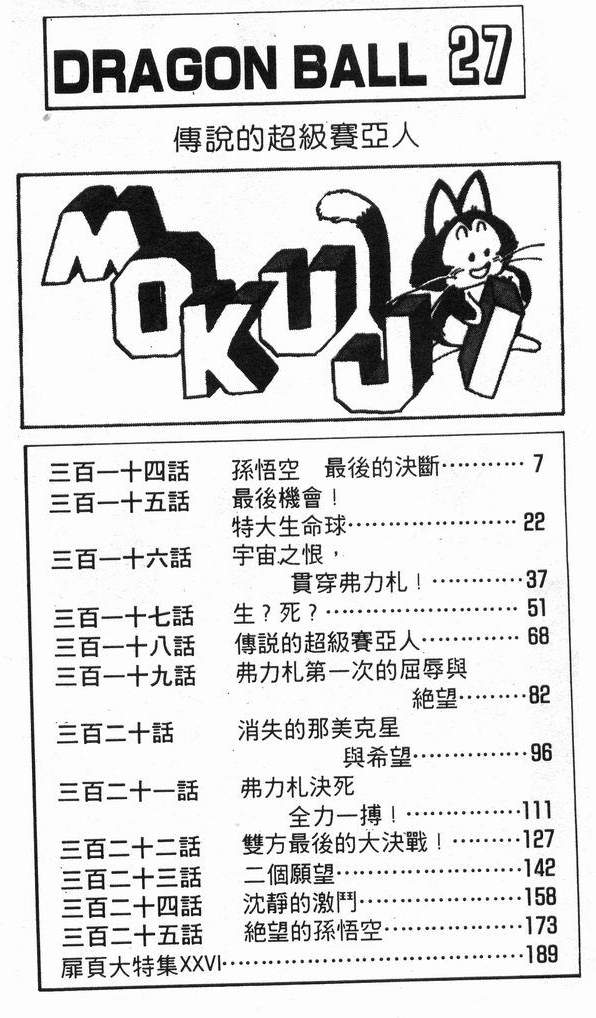 DRAGON BALL 27
傳說的超級賽亞人
MOKUJI
三百一十四話 孫悟空 最後的決斷………… 7
三百一十五話 最後機會！
特大生命球………………… 22
三百一十六話 宇宙之恨，
貫穿弗力札！…………37
三百一十七話 生？死？……………………… 51
三百一十八話 傳説的超級賽亞人………… 68
三百一十九話 弗力札第一次的屈辱與
絕望………82
三百二十話 消失的那美克星
與希望…………… 96
三百二十一話 弗力札決死
全力一搏！……………111
三百二十二話 雙方最後的大決戰！………127
三百二十三話 二個願望……………………142
三百二十四話 沈靜的激鬥…………………158
三百二十五話 絕望的孫悟空………………173
扉頁大特集XXVI…………………………………189